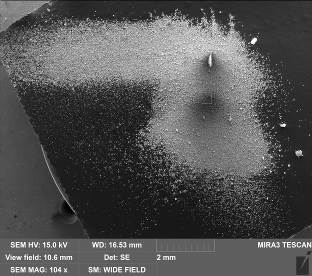 SEM HV: 15.0 kV WD: 16.53 mm MIRA3 TESCAN
View field: 10.6 mm Det: SE 2 mm
SEM MAG: 104 x SM: WIDE FIELD